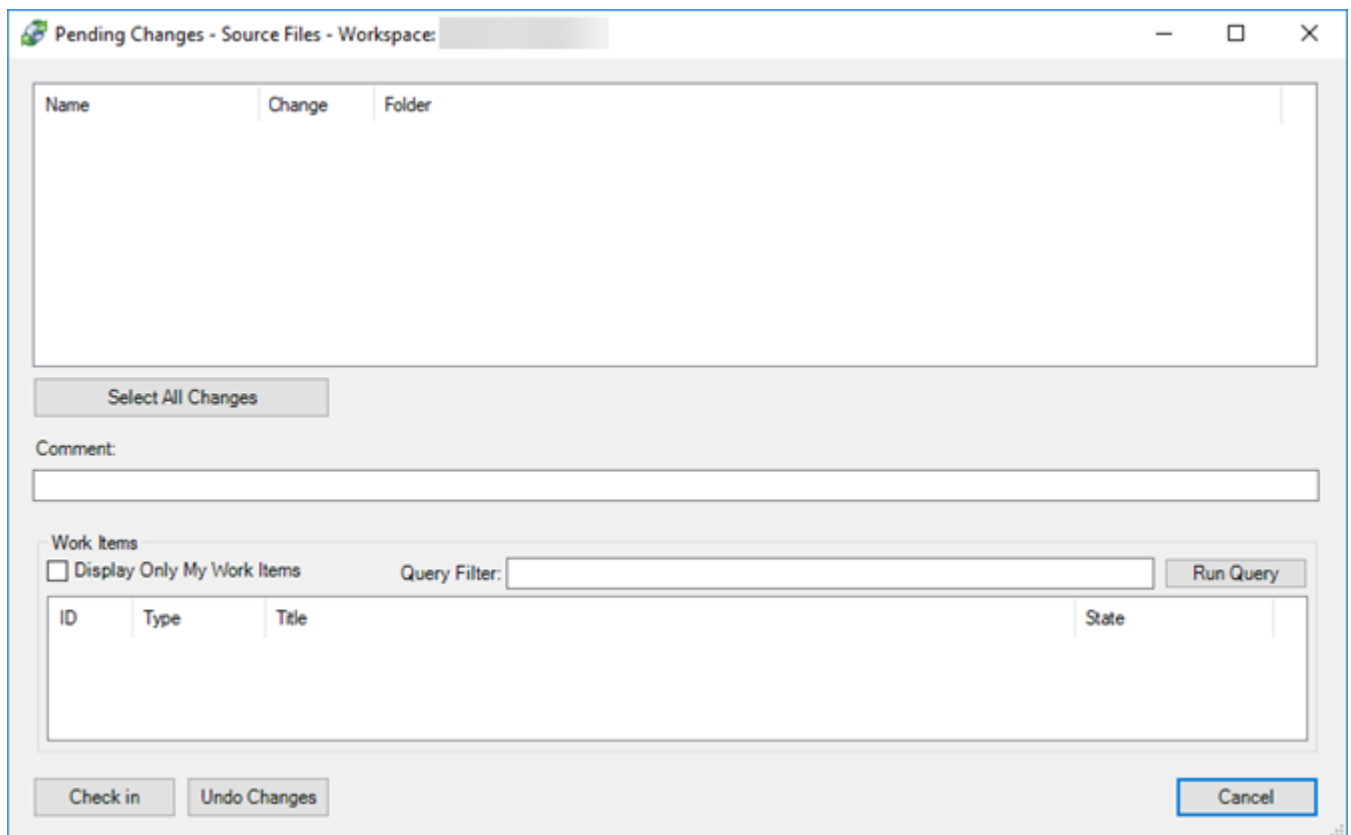 Pending Changes - Source Files - Workspace:
Name Change Folder
Select All Changes
Comment:
Work Items
Display Only My Work Items Query Filter: Run Query
ID Type Title State
Check in Undo Changes Cancel